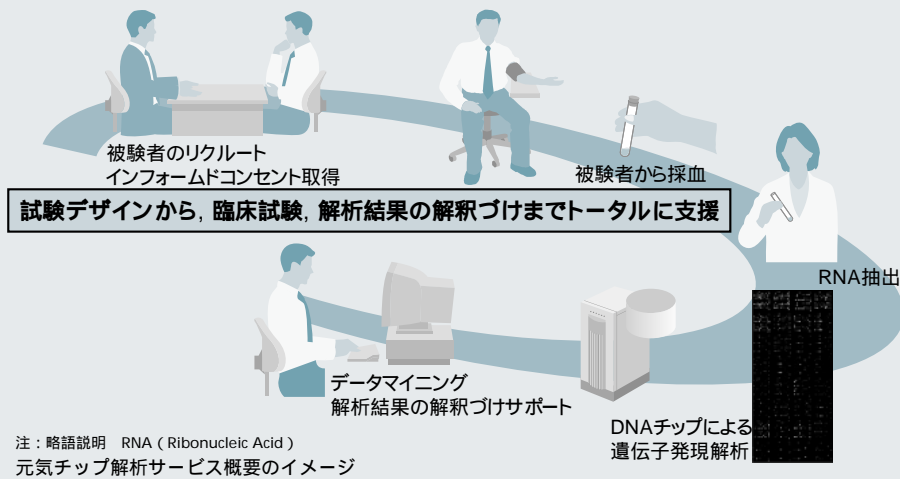 被験者のリクルート
インフォームドコンセント取得
被験者から採血
試験デザインから, 臨床試験, 解析結果の解釈づけまでトータルに支援
RNA抽出
データマイニング
解析結果の解釈づけサポート
DNAチップによる
遺伝子発現解析
注：略語説明　RNA（Ribonucleic Acid）
元気チップ解析サービス概要のイメージ